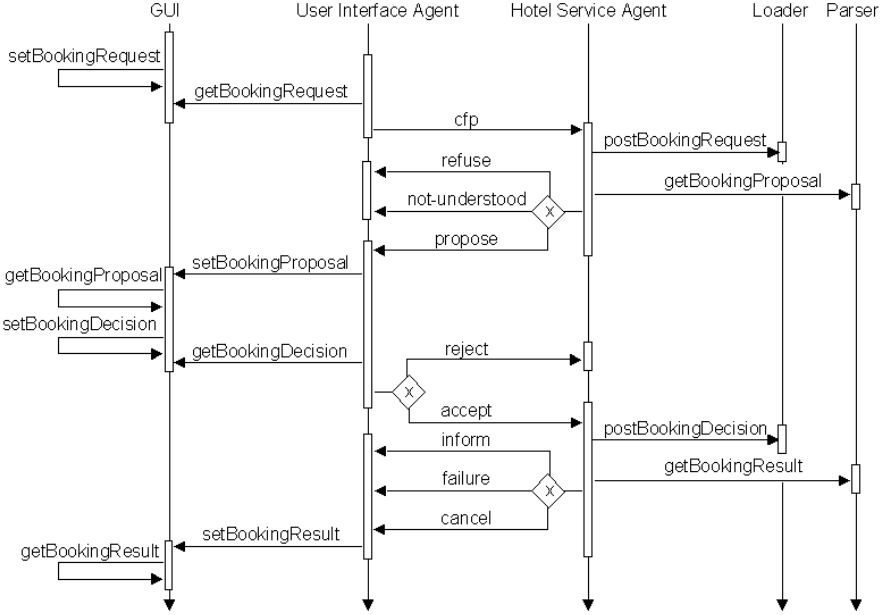 GUI
User Interface Agent
Hotel Service Agent
Loader
Parser
setBookingRequest
getBookingRequest
cfp
postBookingRequest
refuse
getBookingProposal
not-understood
X
propose
setBookingProposal
getBookingProposal
setBookingDecision
getBookingDecision
reject
X
accept
postBookingDecision
inform
getBookingResult
failure
X
cancel
setBookingResult
getBookingResult